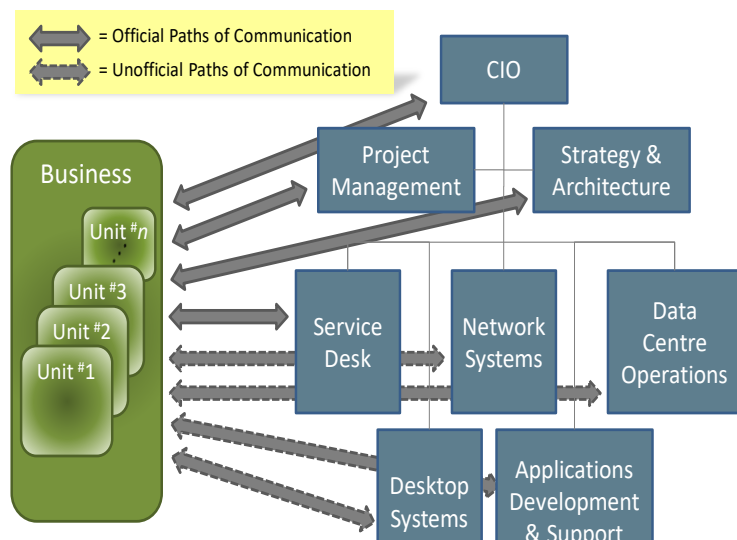 = Official Paths of Communication
= Unofficial Paths of Communication
CIO
Project
Management
Strategy &
Architecture
Business
Unit #n
Unit #3
Unit #2
Unit #1
Service
Desk
Network
Systems
Data
Centre
Operations
Desktop
Systems
Applications
Development
& Support